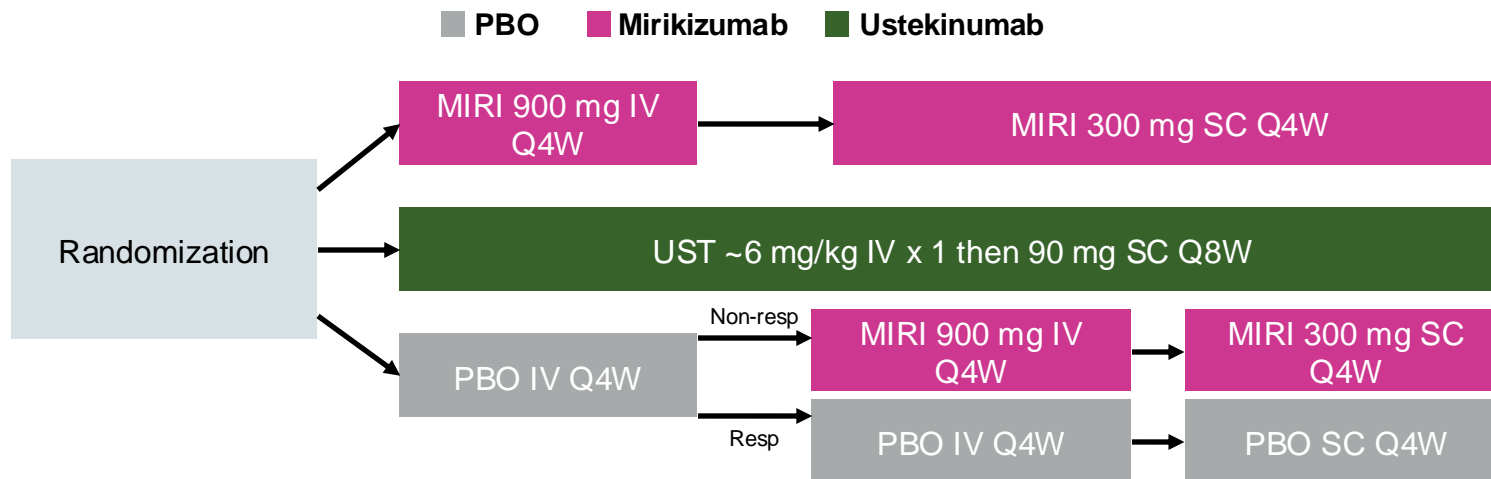 PBO Mirikizumab Ustekinumab
MIRI 900 mg IV
Q4W
MIRI 300 mg SC Q4W
Randomization
UST ~6 mg/kg IV x 1 then 90 mg SC Q8W
PBO IV Q4W
Non-resp
MIRI 900 mg IV
Q4W
MIRI 300 mg SC
Q4W
Resp
PBO IV Q4W
PBO SC Q4W